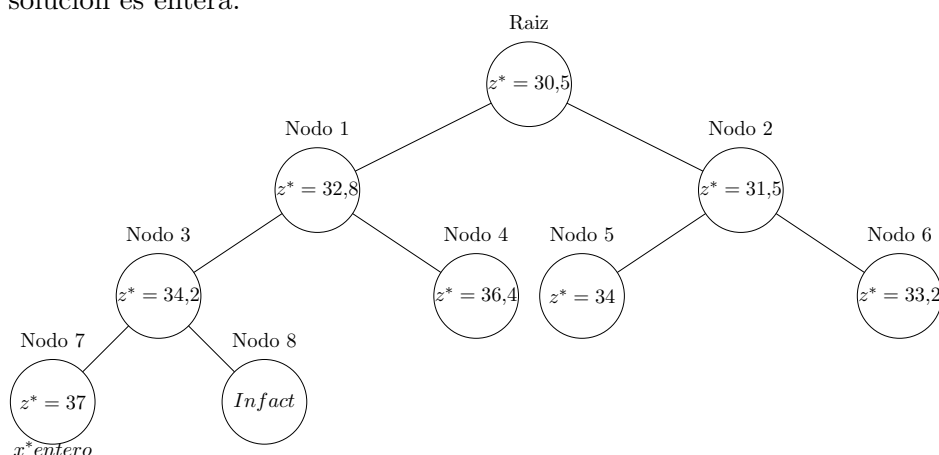 solución es entera.
Raiz
z* = 30,5
Nodo 1
Nodo 2
z* = 32,8
z* = 31,5
Nodo 3
Nodo 4
Nodo 5
Nodo 6
z* = 34,2
z* = 36,4
z* = 34
z* = 33,2
Nodo 7
Nodo 8
z* = 37
Infact
x*entero